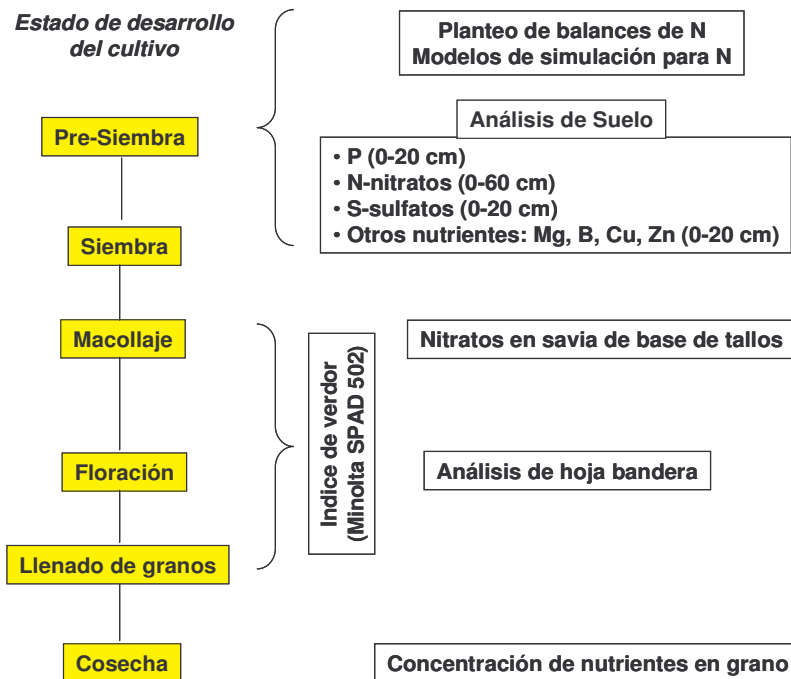 Estado de desarrollo
del cultivo
Planteo de balances de N
Modelos de simulación para N
Pre-Siembra
Análisis de Suelo
• P (0-20 cm)
• N-nitratos (0-60 cm)
• S-sulfatos (0-20 cm)
• Otros nutrientes: Mg, B, Cu, Zn (0-20 cm)
Siembra
Macollaje
Indice de verdor
(Minolta SPAD 502)
Nitratos en savia de base de tallos
Floración
Análisis de hoja bandera
Llenado de granos
Cosecha
Concentración de nutrientes en grano